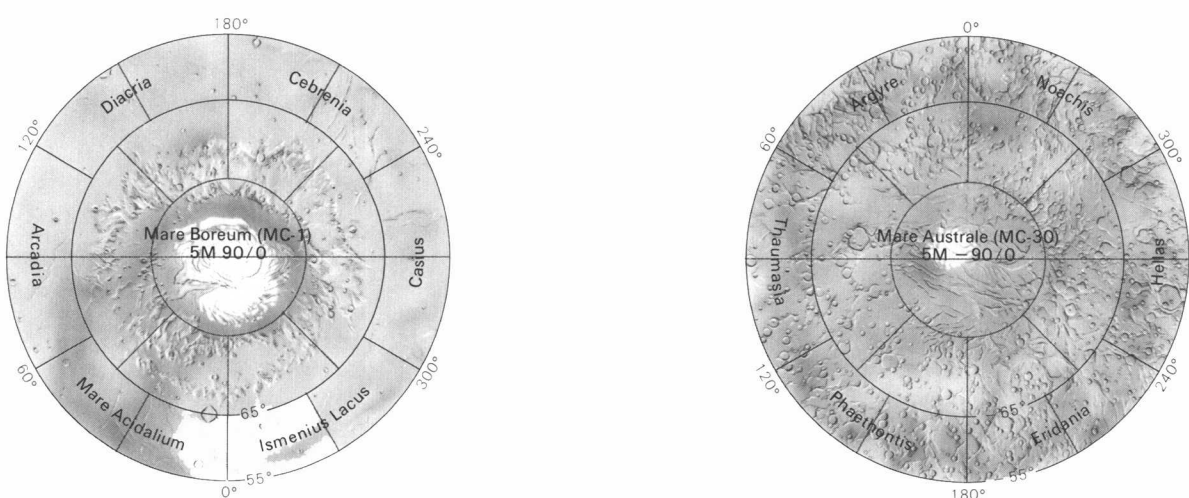 180°
Diacria
Cebrenia
120°
240°
Mare Boreum (MC-1)
5M 90/0
Arcadia
Casius
60°
300°
Mare Acidalium
65°
Ismenius Lacus
55°
0°
0°
Argyre
Noachis
60°
300°
Mare Australe (MC-30)
5M –90/0
Thaumasia
Hellas
120°
240°
Phaethontis
65°
Eridania
55°
180°